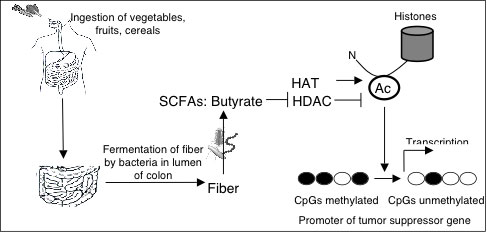 Ingestion of vegetables,
fruits, cereals
Histones
N
HAT
Ac
SCFAs: Butyrate
HDAC
Fermentation of fiber
by bacteria in lumen
of colon
Fiber
Transcription
CpGs methylated
CpGs unmethylated
Promoter of tumor suppressor gene